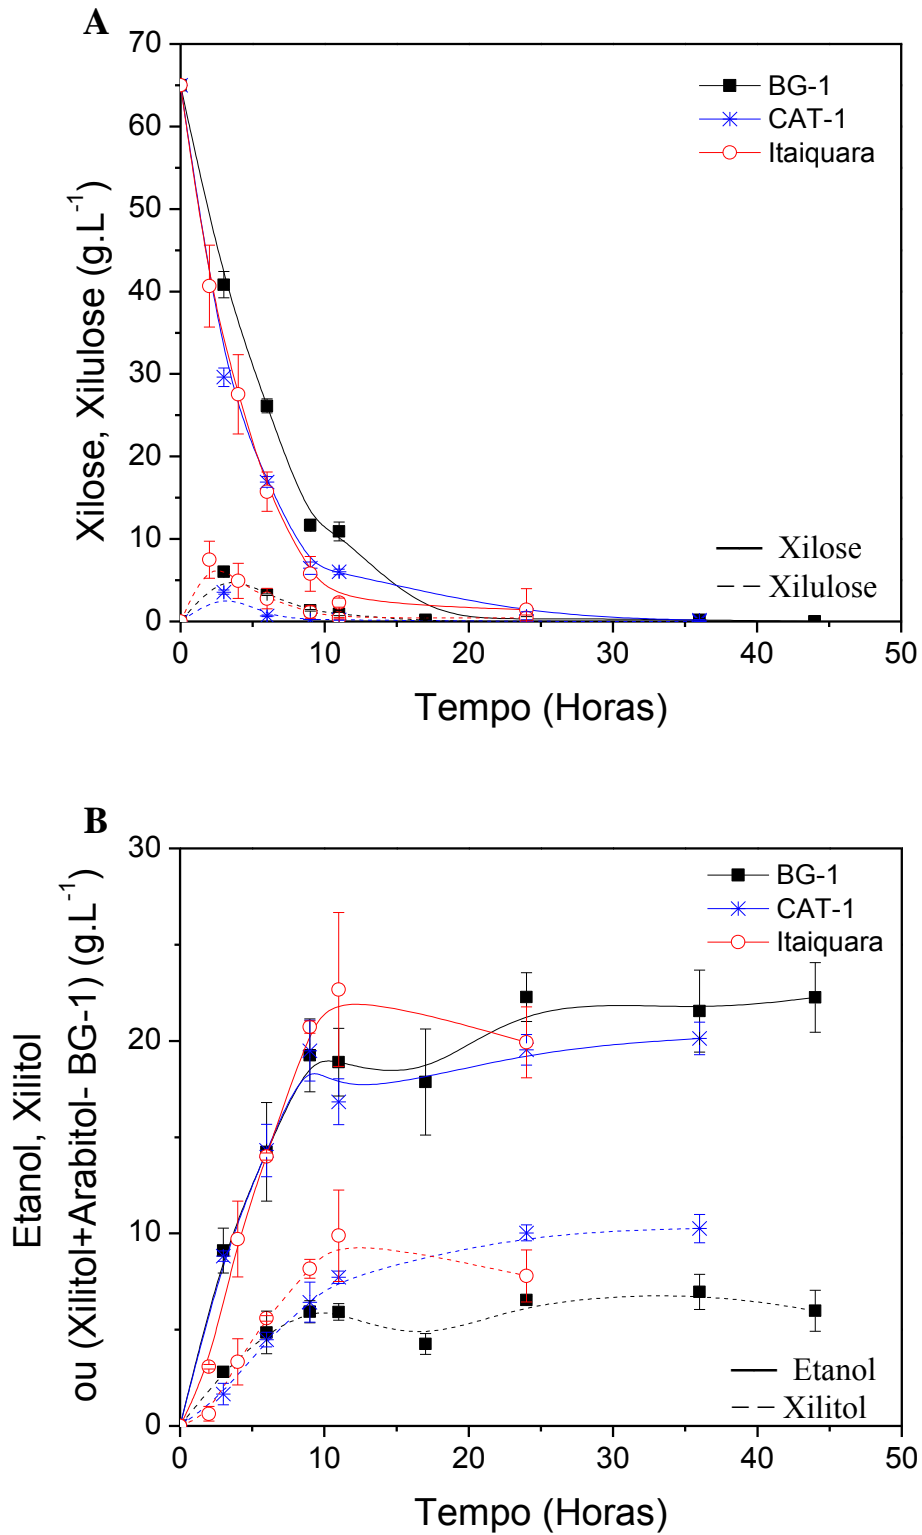 A
70
60
50
40
30
20
10
0
Xilose, Xilulose (g.L⁻¹)
BG-1
CAT-1
Itaiquara
Xilose
Xilulose
0 10 20 30 40 50
Tempo (Horas)
B
30
20
10
0
Etanol, Xilitol
ou (Xilitol+Arabitol- BG-1) (g.L⁻¹)
BG-1
CAT-1
Itaiquara
Etanol
Xilitol
0 10 20 30 40 50
Tempo (Horas)